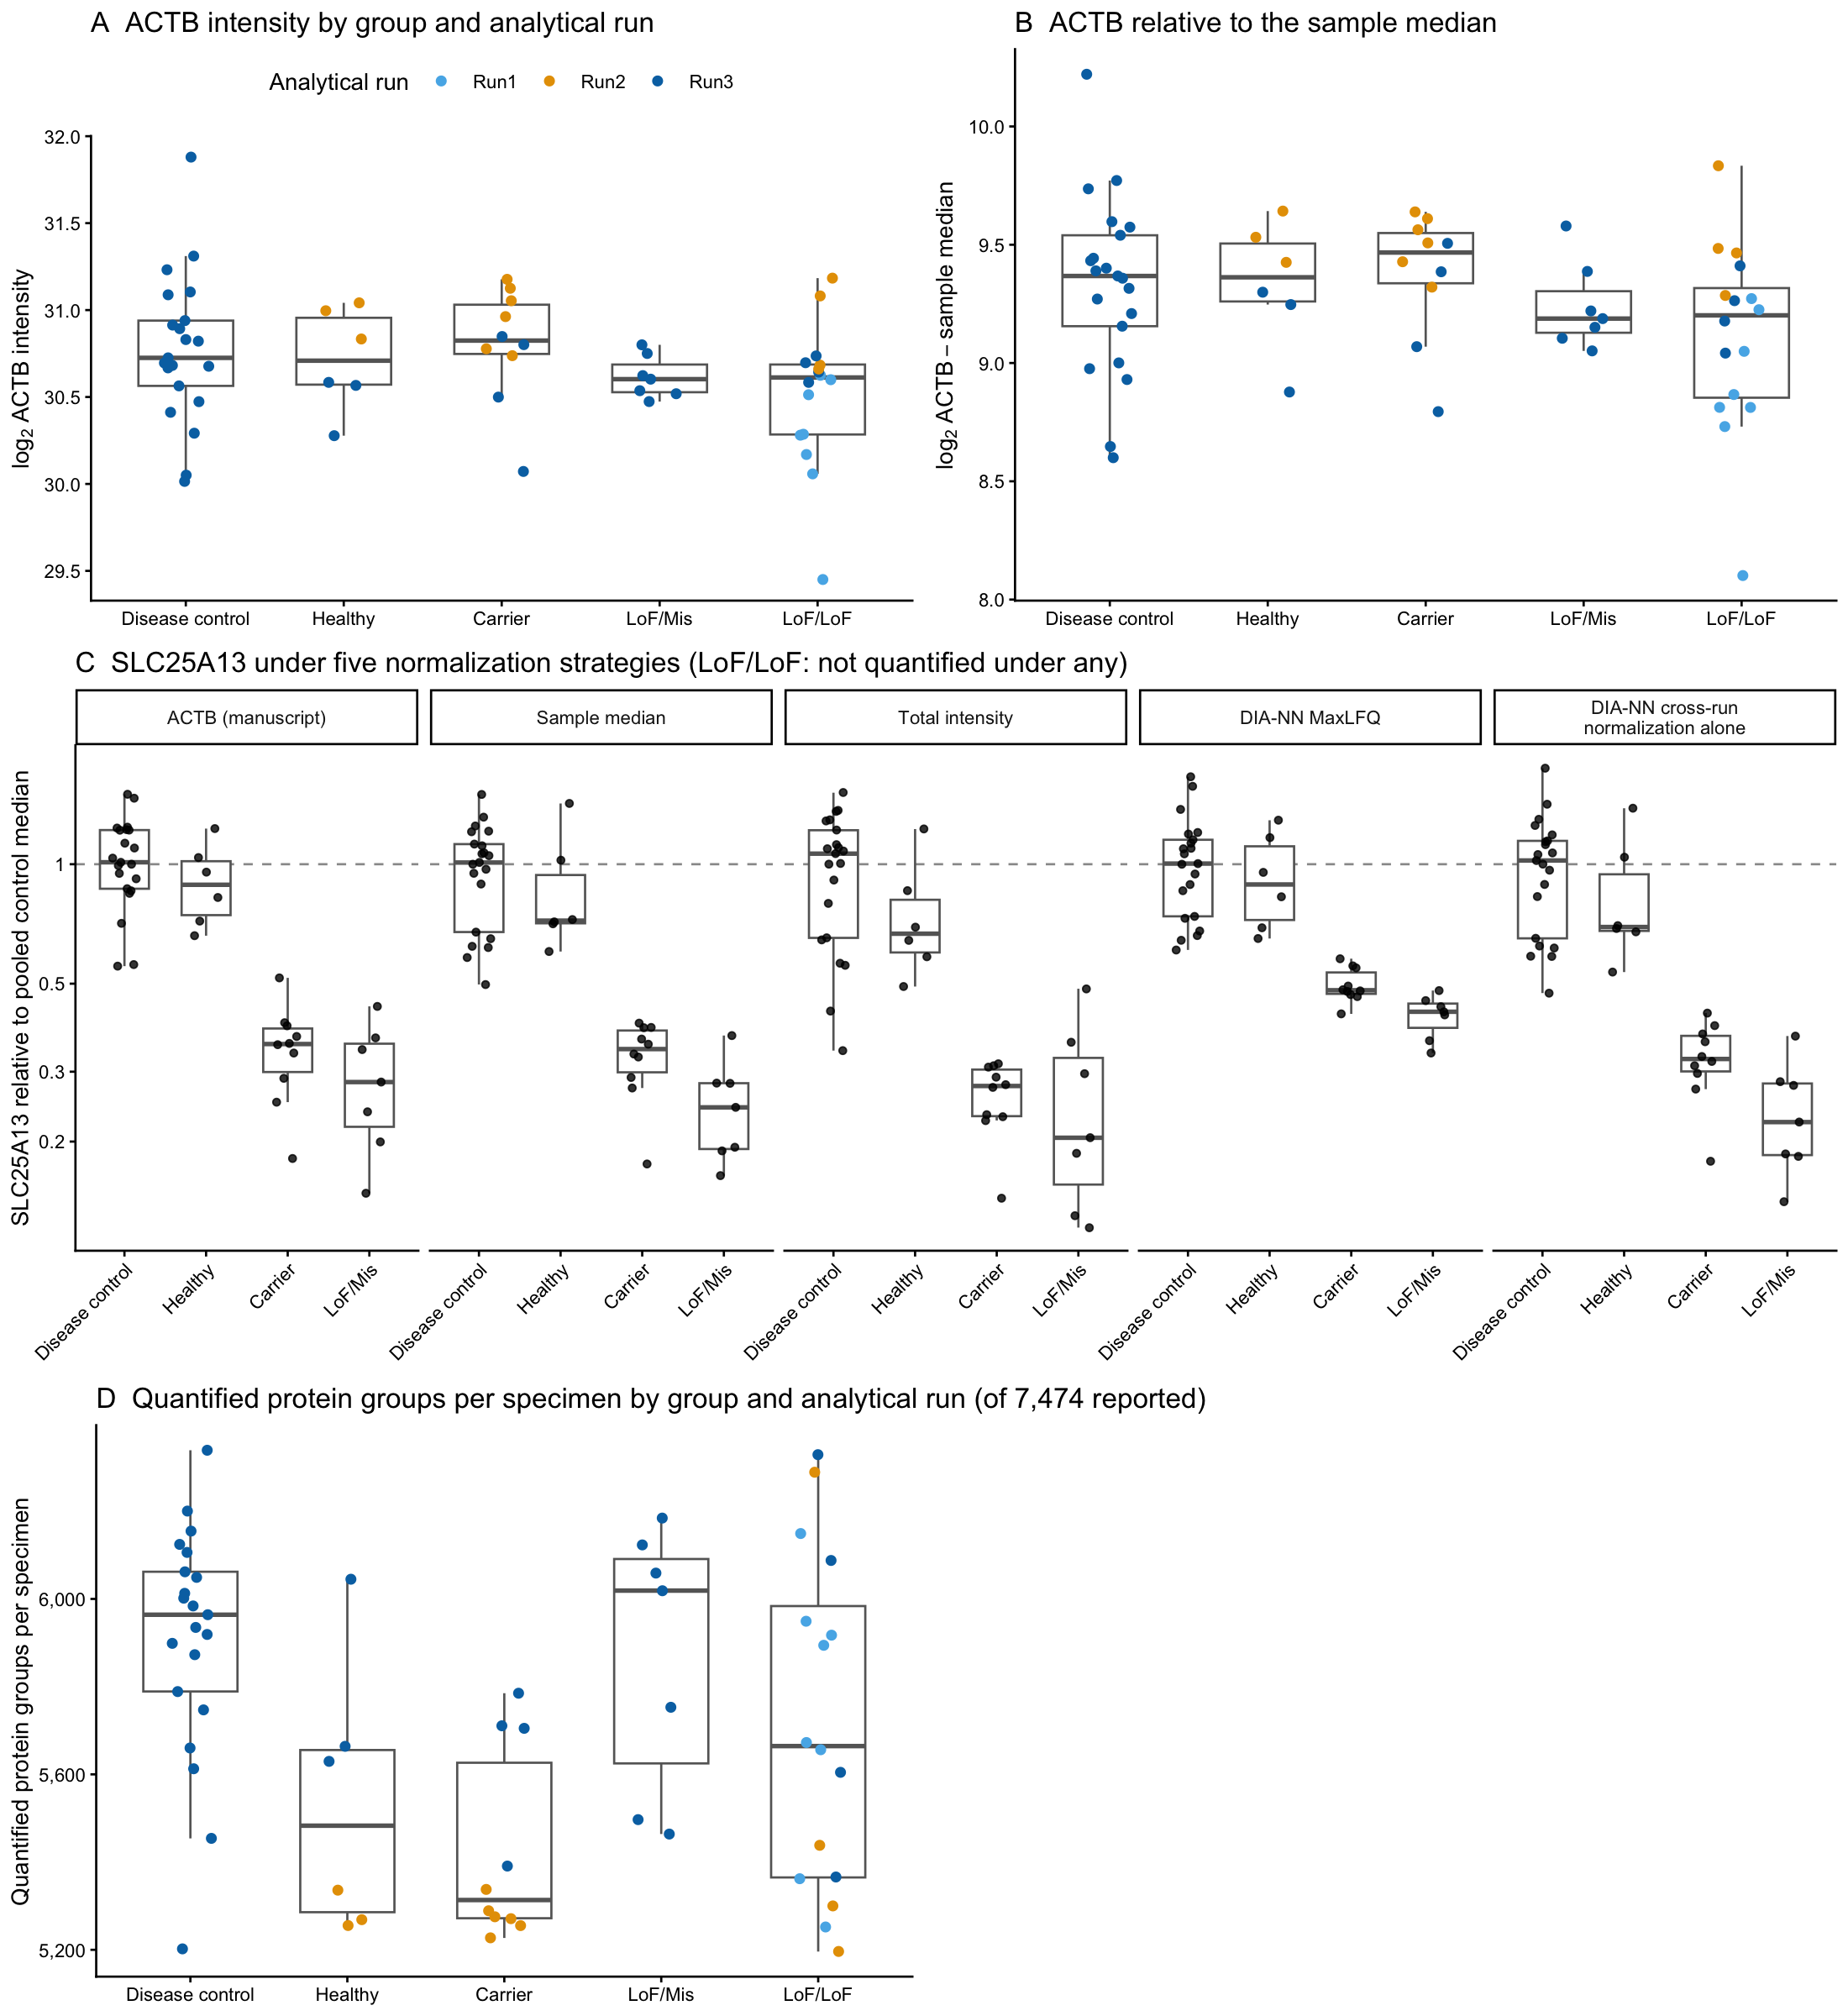 A ACTB intensity by group and analytical run
Analytical run Run1 Run2 Run3
log2 ACTB intensity
32.0
31.5
31.0
30.5
30.0
29.5
Disease control Healthy Carrier LoF/Mis LoF/LoF
B ACTB relative to the sample median
log2 ACTB – sample median
10.0
9.5
9.0
8.5
8.0
Disease control Healthy Carrier LoF/Mis LoF/LoF
C SLC25A13 under five normalization strategies (LoF/LoF: not quantified under any)
ACTB (manuscript)
Sample median
Total intensity
DIA-NN MaxLFQ
DIA-NN cross-run
normalization alone
SLC25A13 relative to pooled control median
1
0.5
0.3
0.2
Disease control Healthy Carrier LoF/Mis
Disease control Healthy Carrier LoF/Mis
Disease control Healthy Carrier LoF/Mis
Disease control Healthy Carrier LoF/Mis
Disease control Healthy Carrier LoF/Mis
D Quantified protein groups per specimen by group and analytical run (of 7,474 reported)
Quantified protein groups per specimen
6,000
5,600
5,200
Disease control Healthy Carrier LoF/Mis LoF/LoF